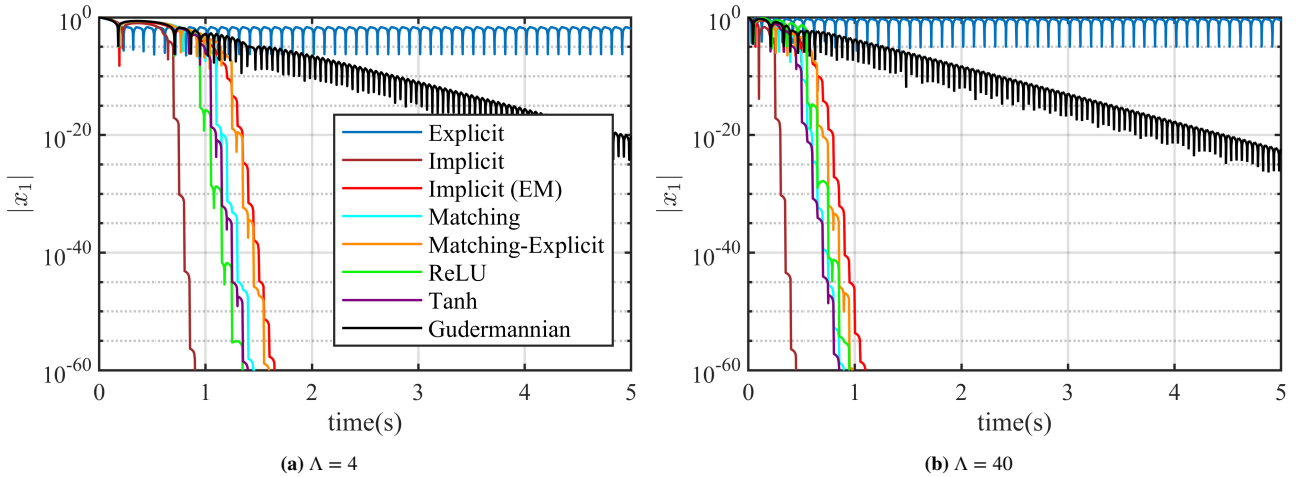 10^0
10^-20
10^-40
10^-60
|x_1|
0 1 2 3 4 5
time(s)
Explicit
Implicit
Implicit (EM)
Matching
Matching-Explicit
ReLU
Tanh
Gudermannian
(a) Λ = 4
10^0
10^-20
10^-40
10^-60
|x_1|
0 1 2 3 4 5
time(s)
(b) Λ = 40